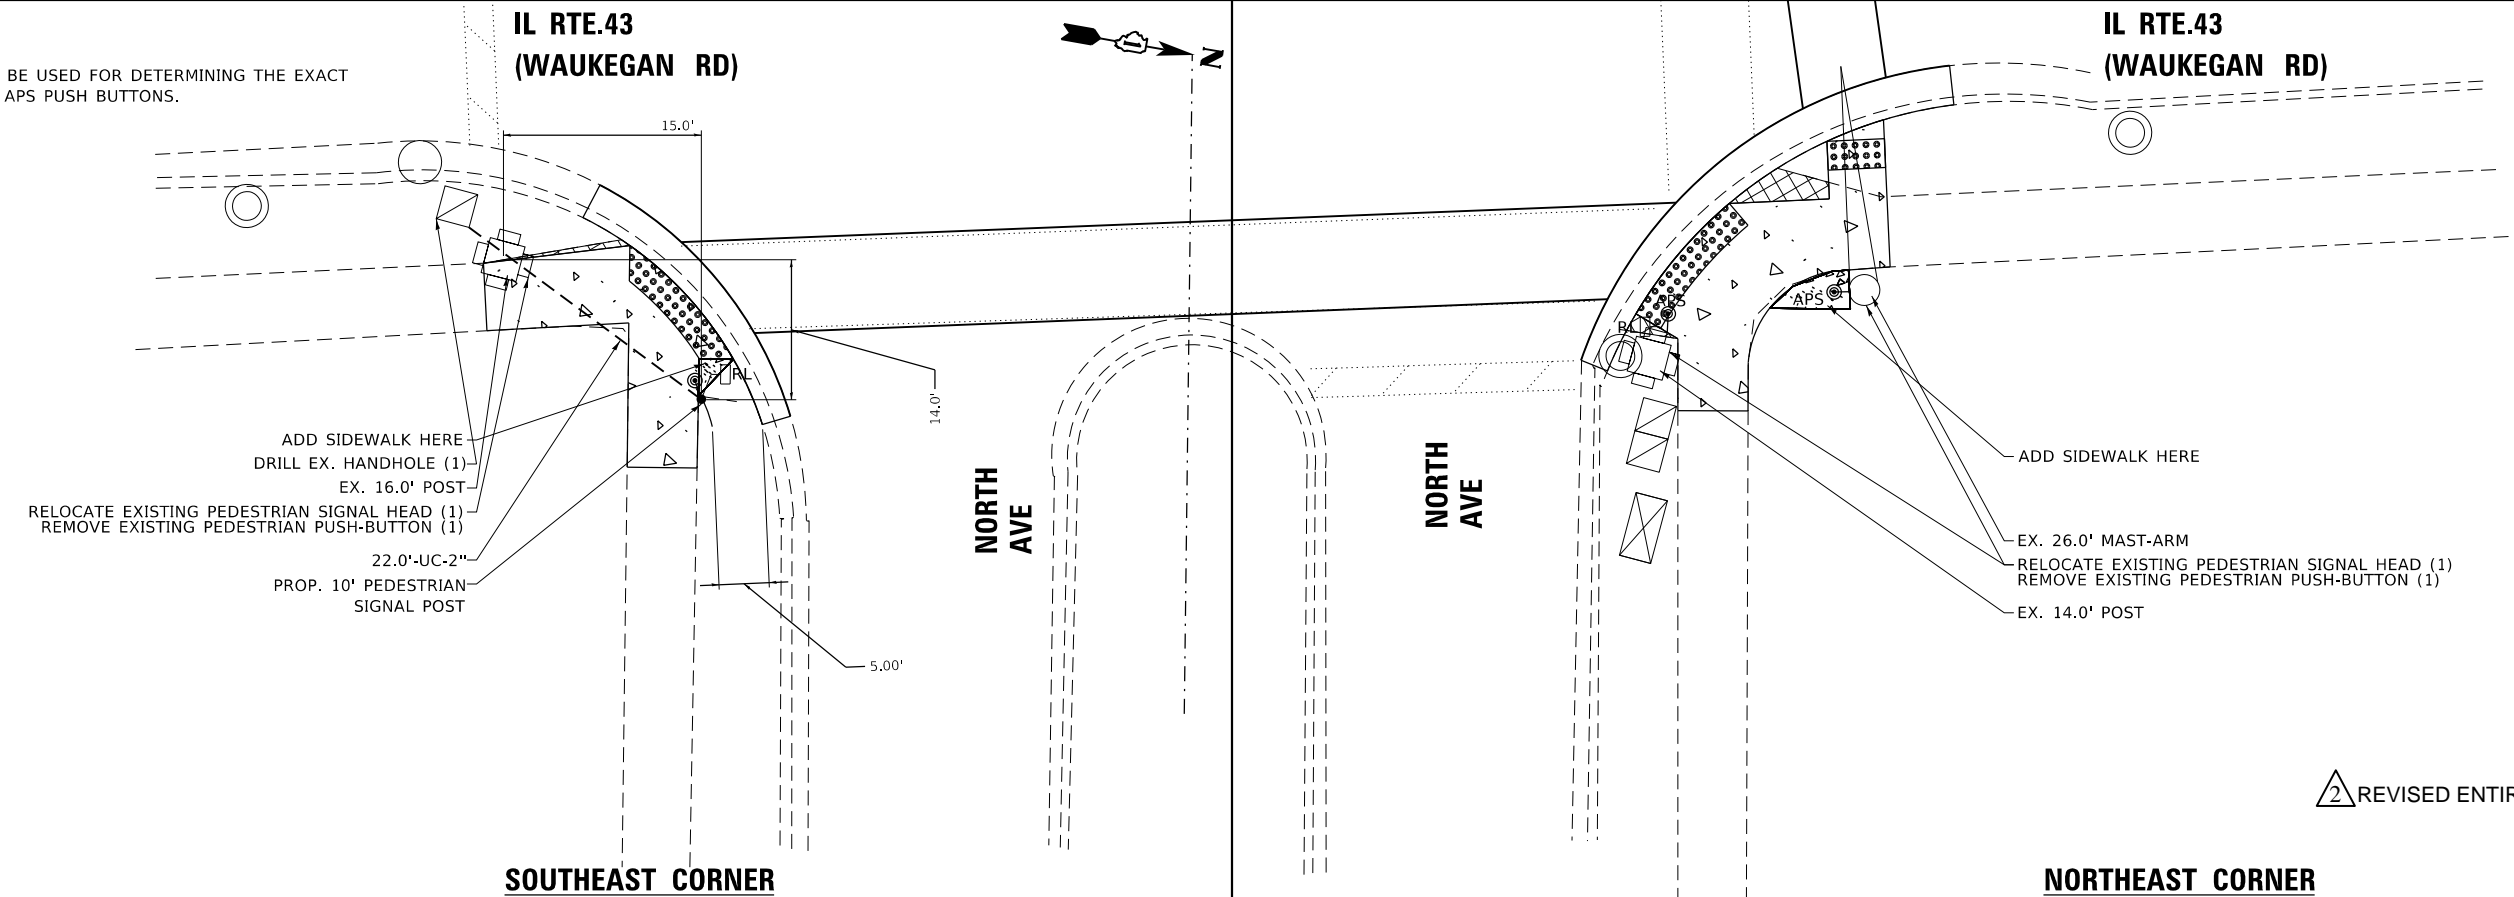 IL RTE.43
(WAUKEGAN RD)
BE USED FOR DETERMINING THE EXACT
APS PUSH BUTTONS.
15.0'
N
RL
14.0'
ADD SIDEWALK HERE
DRILL EX. HANDHOLE (1)
EX. 16.0' POST
RELOCATE EXISTING PEDESTRIAN SIGNAL HEAD (1)
REMOVE EXISTING PEDESTRIAN PUSH-BUTTON (1)
22.0'-UC-2"
PROP. 10' PEDESTRIAN
SIGNAL POST
5.00'
NORTH
AVE
SOUTHEAST CORNER
IL RTE.43
(WAUKEGAN RD)
APS
APS
NORTH
AVE
ADD SIDEWALK HERE
EX. 26.0' MAST-ARM
RELOCATE EXISTING PEDESTRIAN SIGNAL HEAD (1)
REMOVE EXISTING PEDESTRIAN PUSH-BUTTON (1)
EX. 14.0' POST
2 REVISED ENTIR
NORTHEAST CORNER